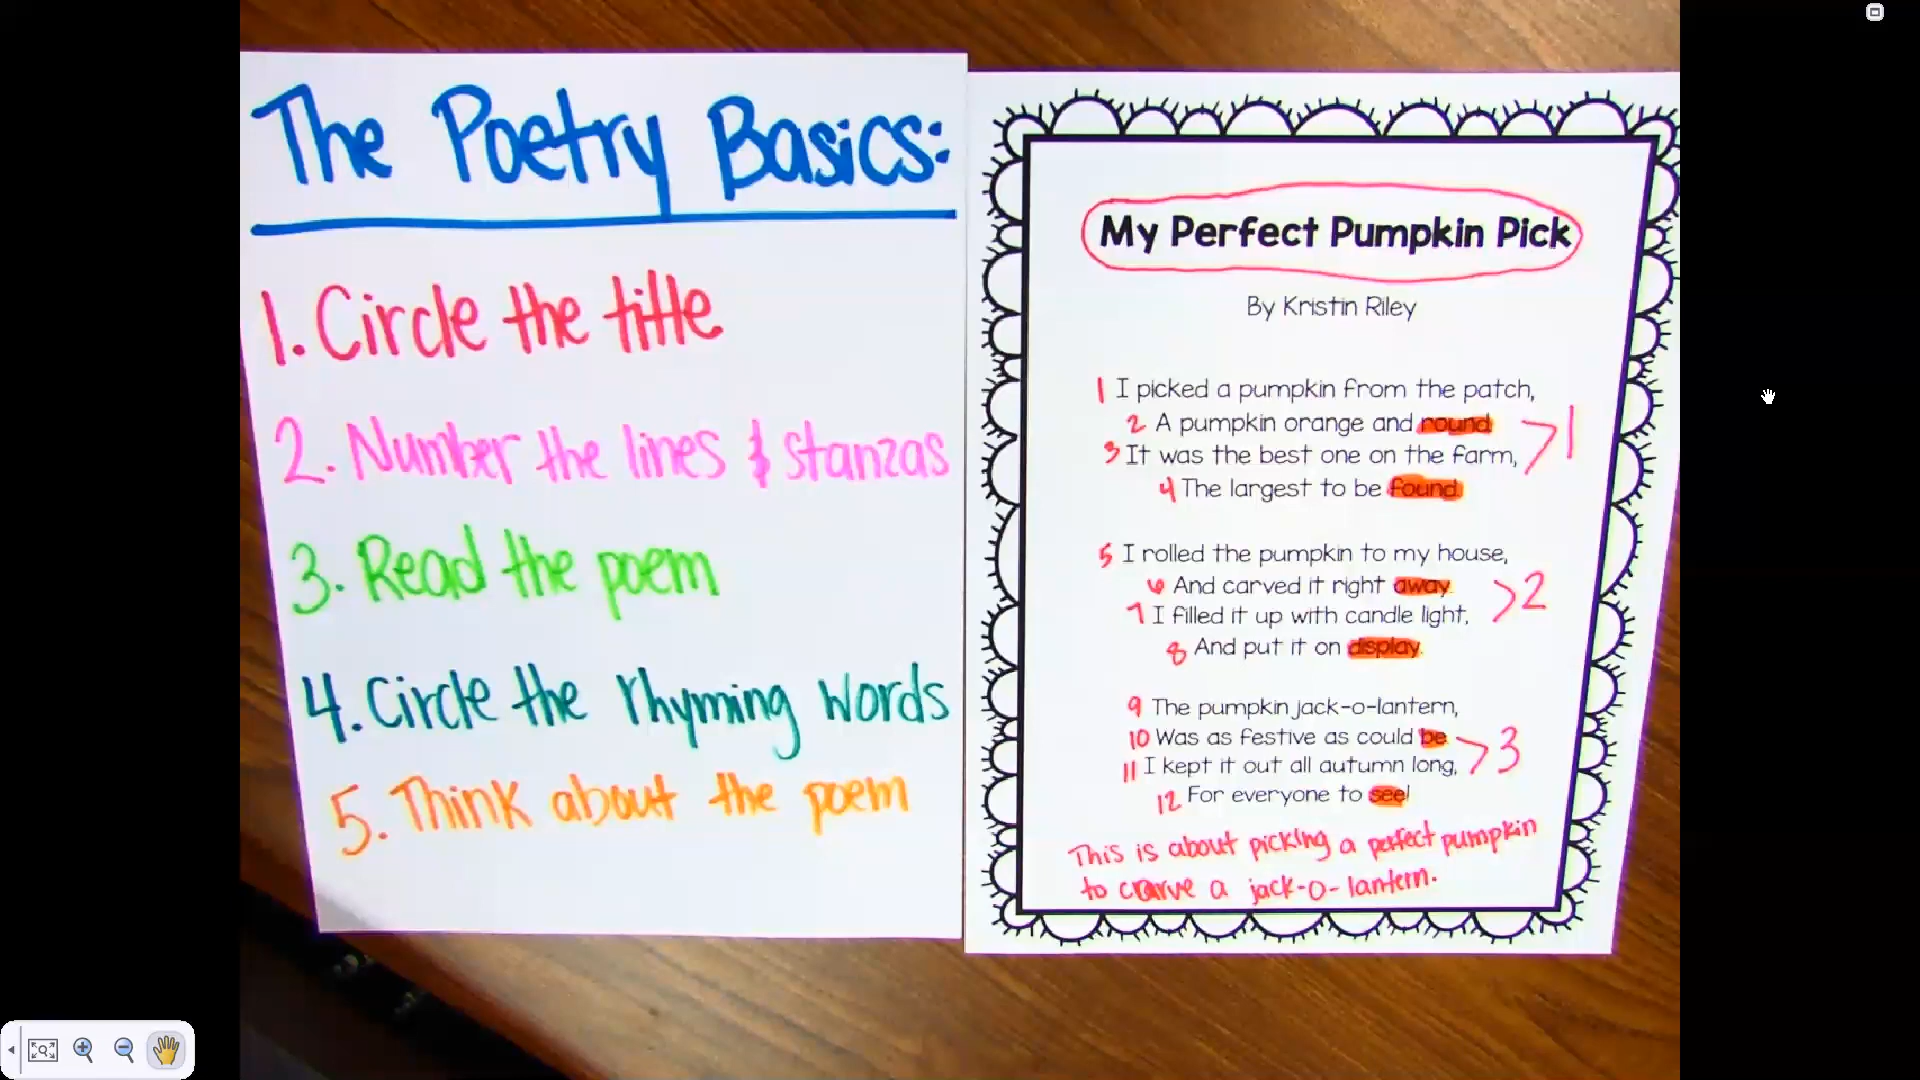 The Poetry Basics:
1. Circle the title
2. Number the lines & stanzas
3. Read the poem
4. Circle the rhyming words
5. Think about the poem
My Perfect Pumpkin Pick
By Kristin Riley
1 I picked a pumpkin from the patch,
2 A pumpkin orange and round.
3 It was the best one on the farm,
4 The largest to be found.
>1
5 I rolled the pumpkin to my house,
6 And carved it right away.
7 I filled it up with candle light,
8 And put it on display.
>2
9 The pumpkin jack-o-lantern,
10 Was as festive as could be.
11 I kept it out all autumn long,
12 For everyone to see!
>3
This is about picking a perfect pumpkin
to carve a jack-o-lantern.